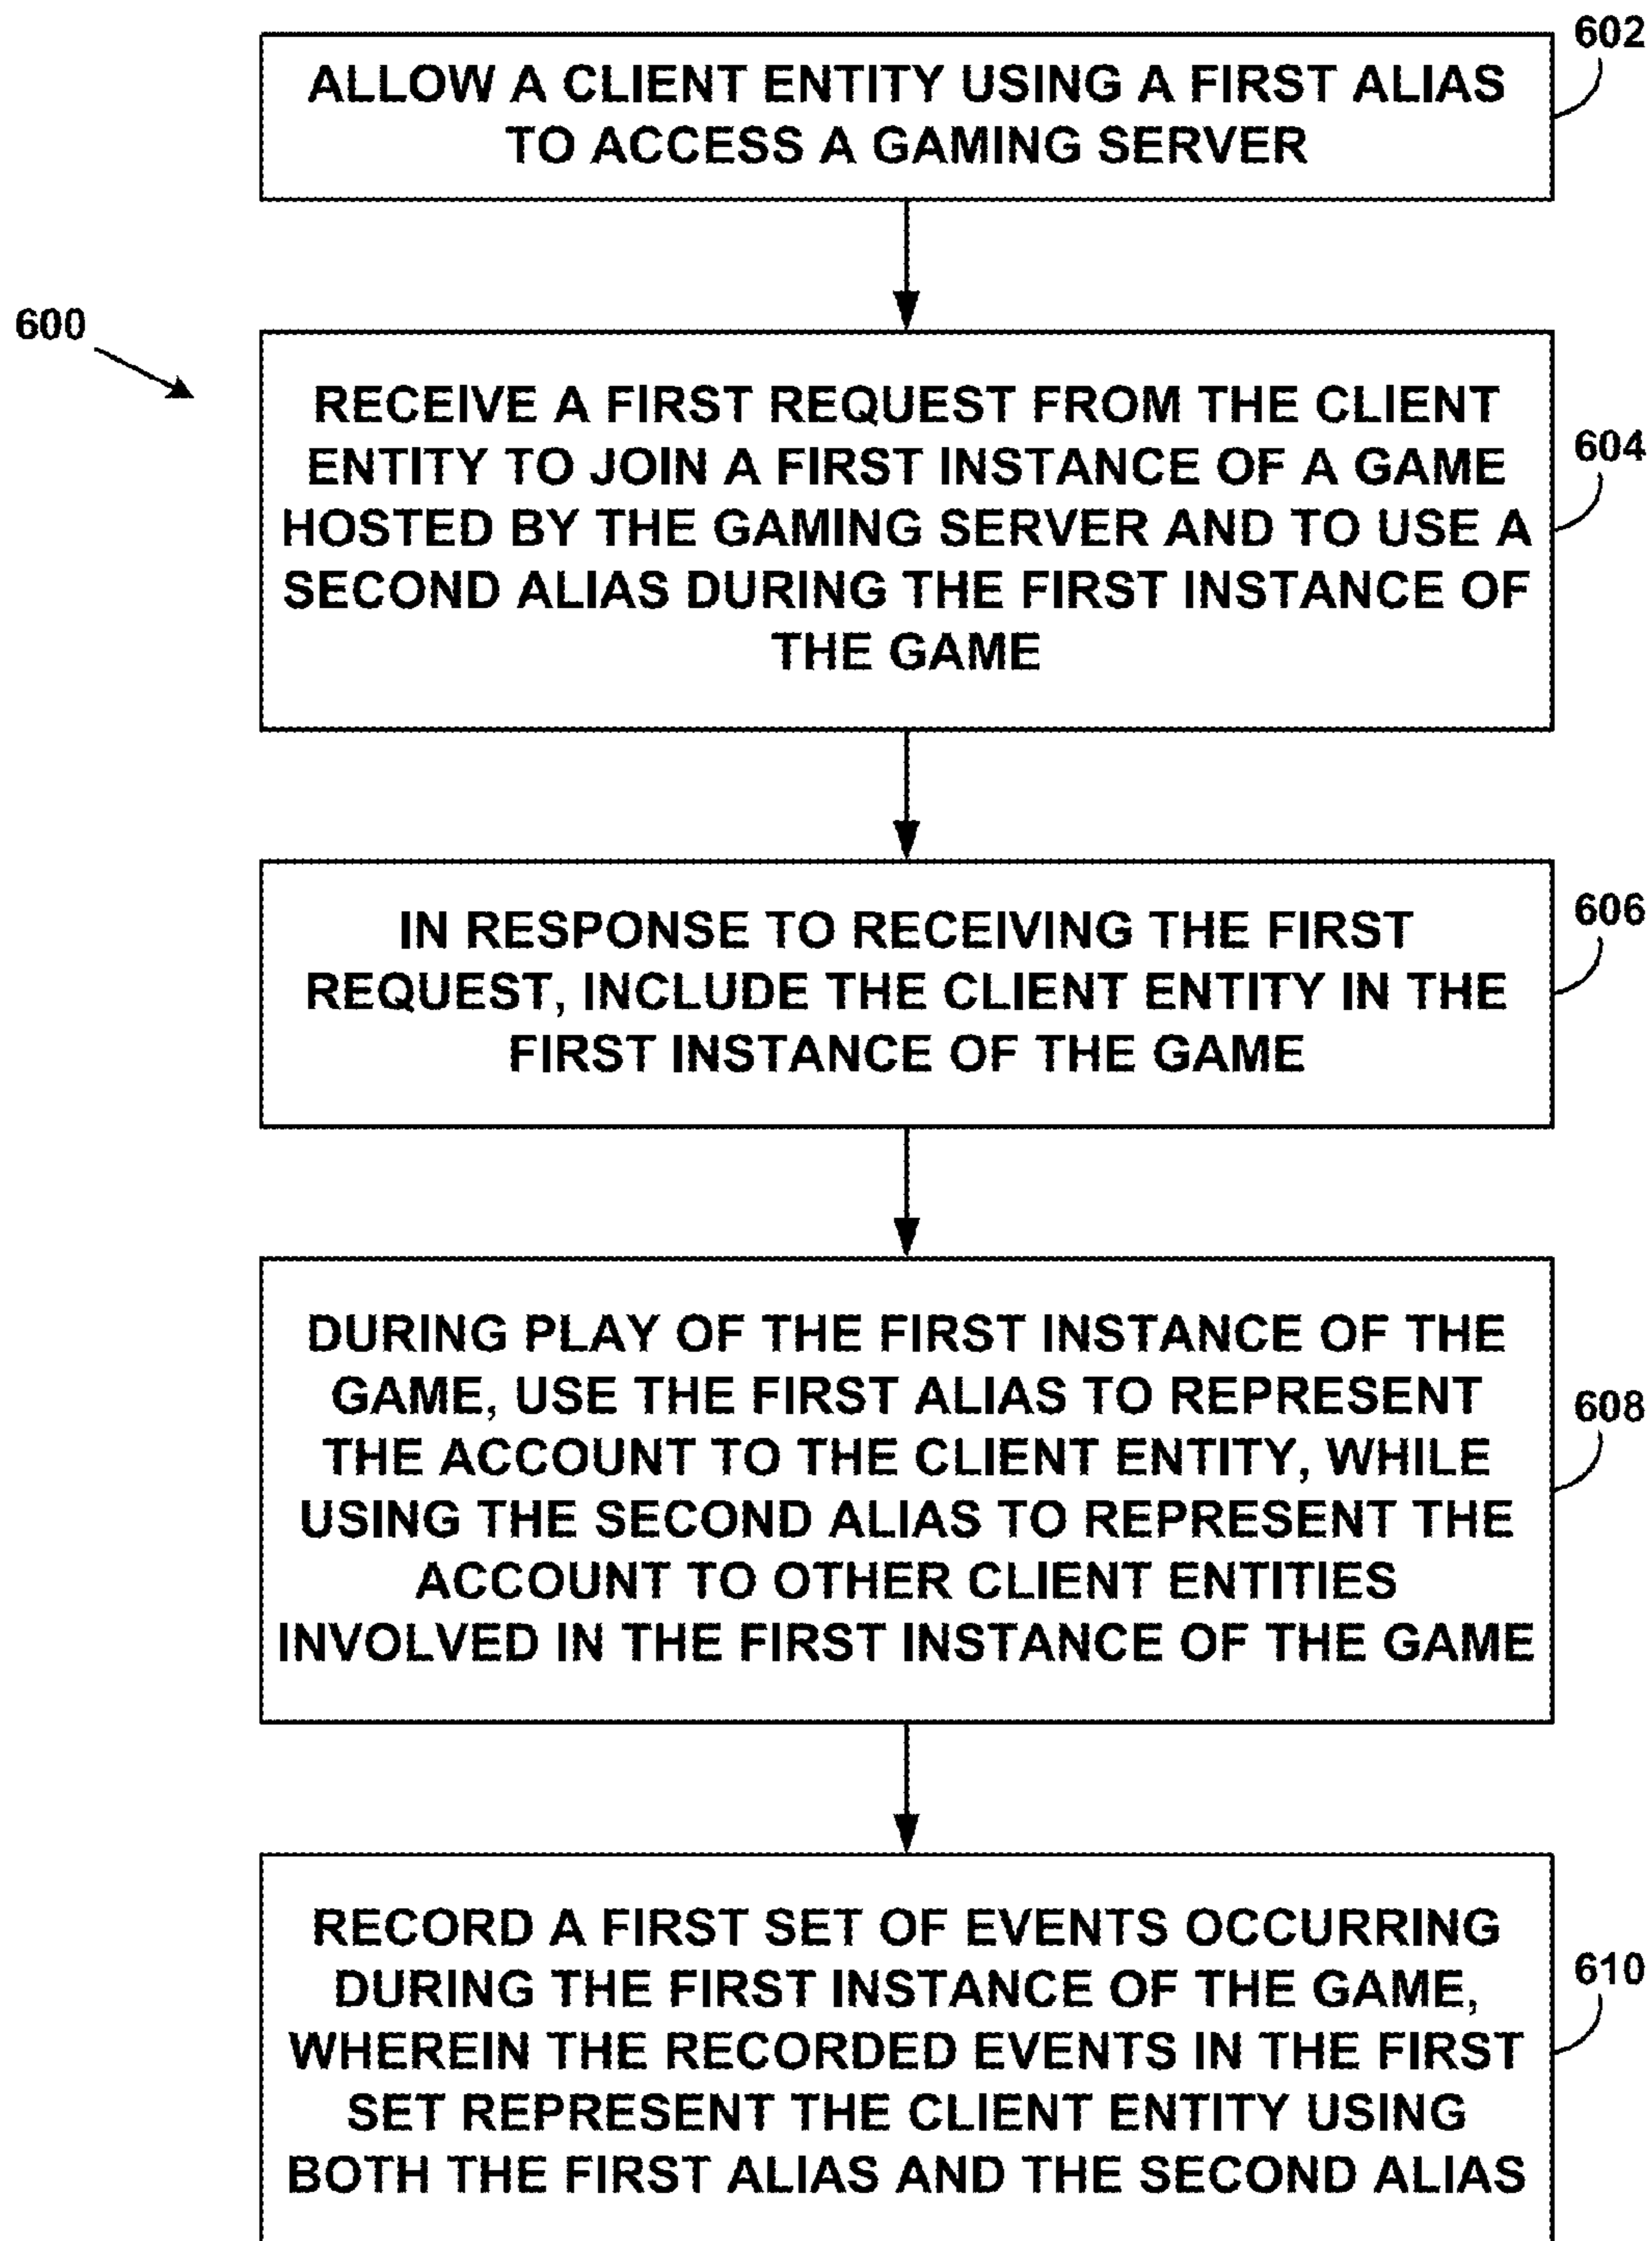 602
ALLOW A CLIENT ENTITY USING A FIRST ALIAS
TO ACCESS A GAMING SERVER
600
RECEIVE A FIRST REQUEST FROM THE CLIENT
ENTITY TO JOIN A FIRST INSTANCE OF A GAME
HOSTED BY THE GAMING SERVER AND TO USE A
SECOND ALIAS DURING THE FIRST INSTANCE OF
THE GAME
604
IN RESPONSE TO RECEIVING THE FIRST
REQUEST, INCLUDE THE CLIENT ENTITY IN THE
FIRST INSTANCE OF THE GAME
606
DURING PLAY OF THE FIRST INSTANCE OF THE
GAME, USE THE FIRST ALIAS TO REPRESENT
THE ACCOUNT TO THE CLIENT ENTITY, WHILE
USING THE SECOND ALIAS TO REPRESENT THE
ACCOUNT TO OTHER CLIENT ENTITIES
INVOLVED IN THE FIRST INSTANCE OF THE GAME
608
RECORD A FIRST SET OF EVENTS OCCURRING
DURING THE FIRST INSTANCE OF THE GAME,
WHEREIN THE RECORDED EVENTS IN THE FIRST
SET REPRESENT THE CLIENT ENTITY USING
BOTH THE FIRST ALIAS AND THE SECOND ALIAS
610